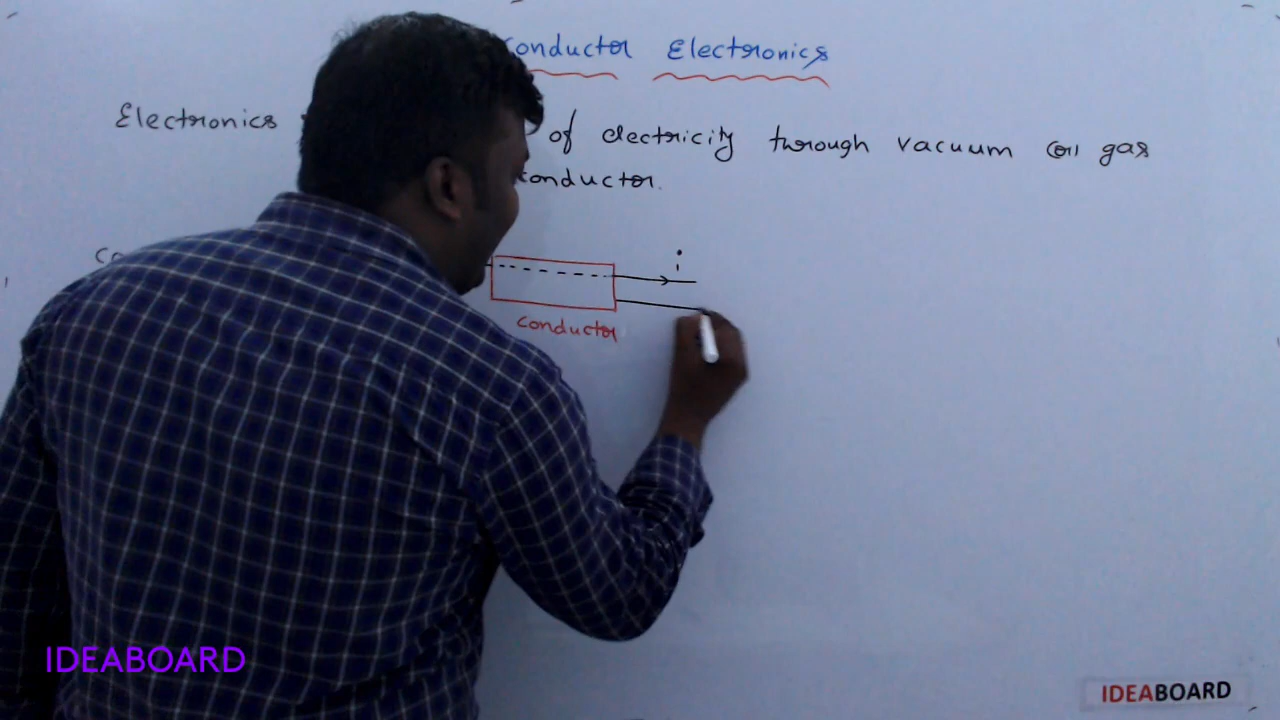 Conductor Electronics
Electronics of electricity through vacuum (or) gas
conductor.
i
conductor
IDEABOARD
IDEABOARD